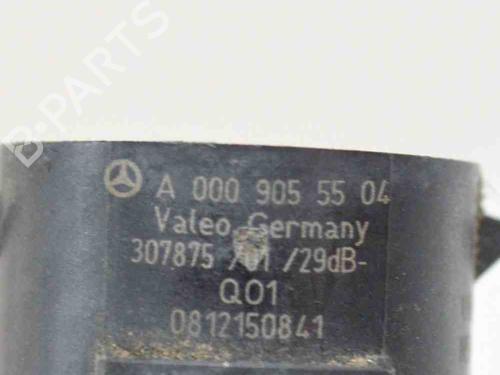 B-PARTS
A 000 905 55 04
Valeo Germany
307875 /01 /29dB-
Q01
0812150841